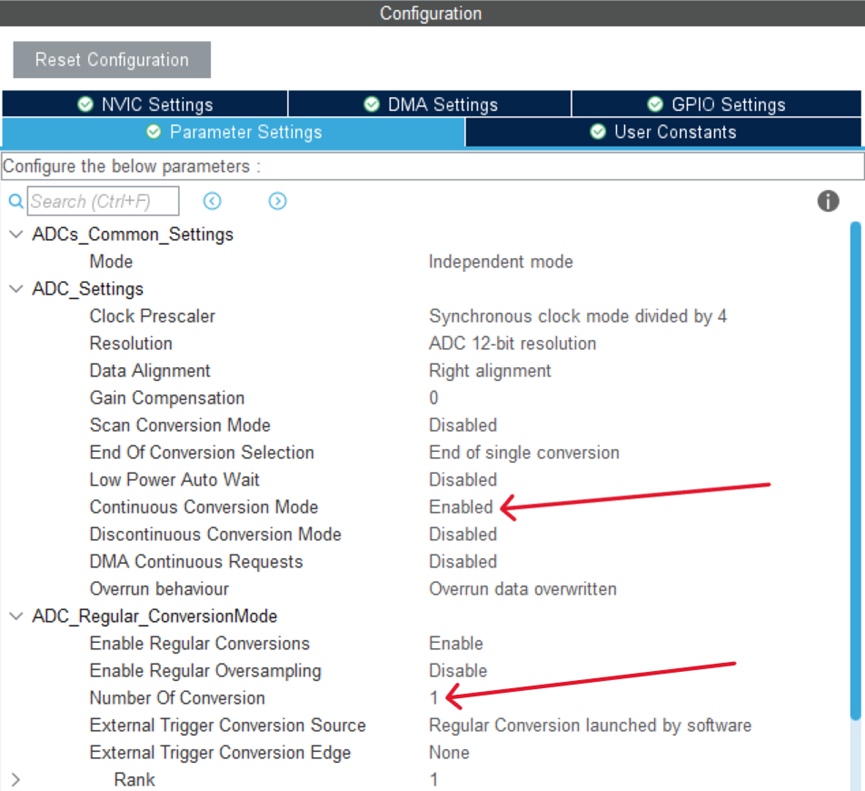 Configuration
Reset Configuration
NVIC Settings DMA Settings GPIO Settings
Parameter Settings User Constants
Configure the below parameters :
Search (Ctrl+F)
ADCs_Common_Settings
Mode Independent mode
ADC_Settings
Clock Prescaler Synchronous clock mode divided by 4
Resolution ADC 12-bit resolution
Data Alignment Right alignment
Gain Compensation 0
Scan Conversion Mode Disabled
End Of Conversion Selection End of single conversion
Low Power Auto Wait Disabled
Continuous Conversion Mode Enabled
Discontinuous Conversion Mode Disabled
DMA Continuous Requests Disabled
Overrun behaviour Overrun data overwritten
ADC_Regular_ConversionMode
Enable Regular Conversions Enable
Enable Regular Oversampling Disable
Number Of Conversion 1
External Trigger Conversion Source Regular Conversion launched by software
External Trigger Conversion Edge None
Rank 1